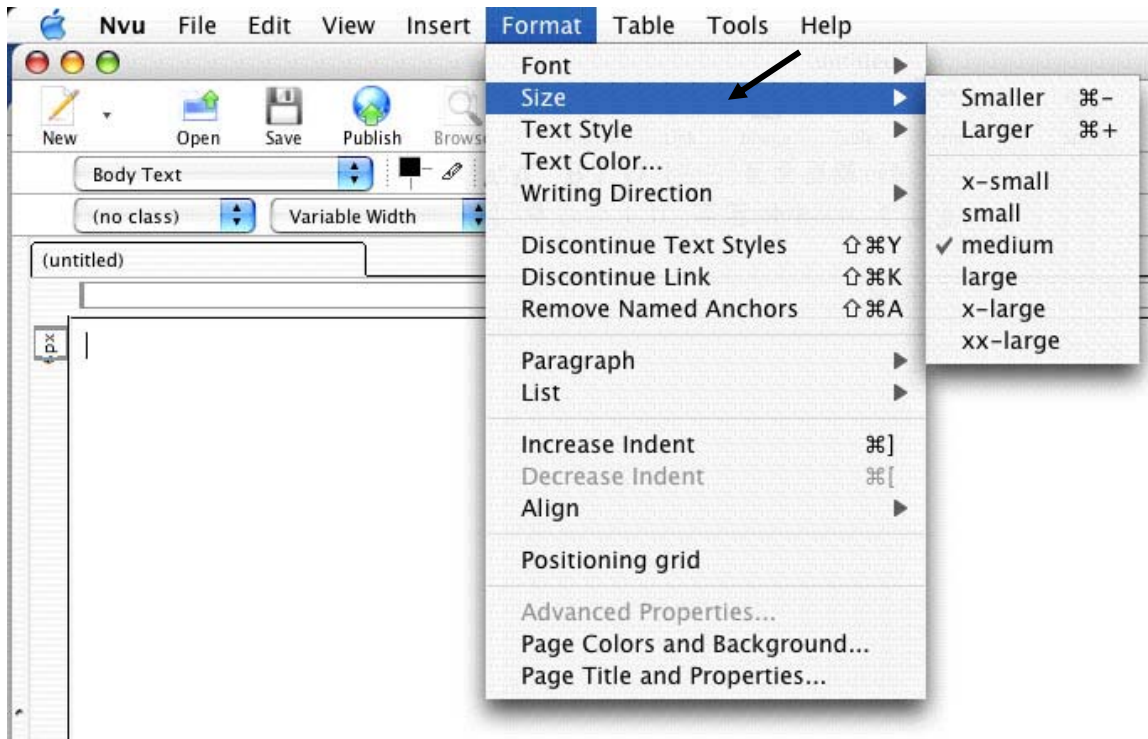 Nvu File Edit View Insert Format Table Tools Help
New Open Save Publish
Body Text
(no class) Variable Width
(untitled)
px
Font
Size
Text Style
Text Color...
Writing Direction
Discontinue Text Styles ⇧⌘Y
Discontinue Link ⇧⌘K
Remove Named Anchors ⇧⌘A
Paragraph
List
Increase Indent ⌘]
Decrease Indent ⌘[
Align
Positioning grid
Advanced Properties...
Page Colors and Background...
Page Title and Properties...
Smaller ⌘-
Larger ⌘+
x-small
small
✓ medium
large
x-large
xx-large